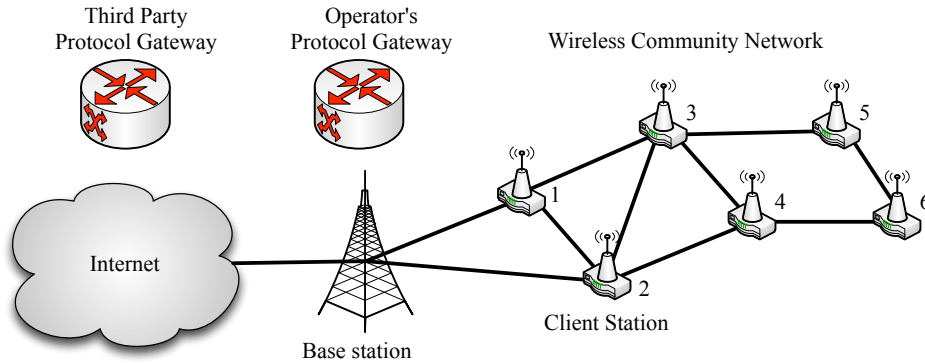 Third Party
Protocol Gateway
Operator's
Protocol Gateway
Wireless Community Network
3
5
1
4
6
Internet
2
Client Station
Base station